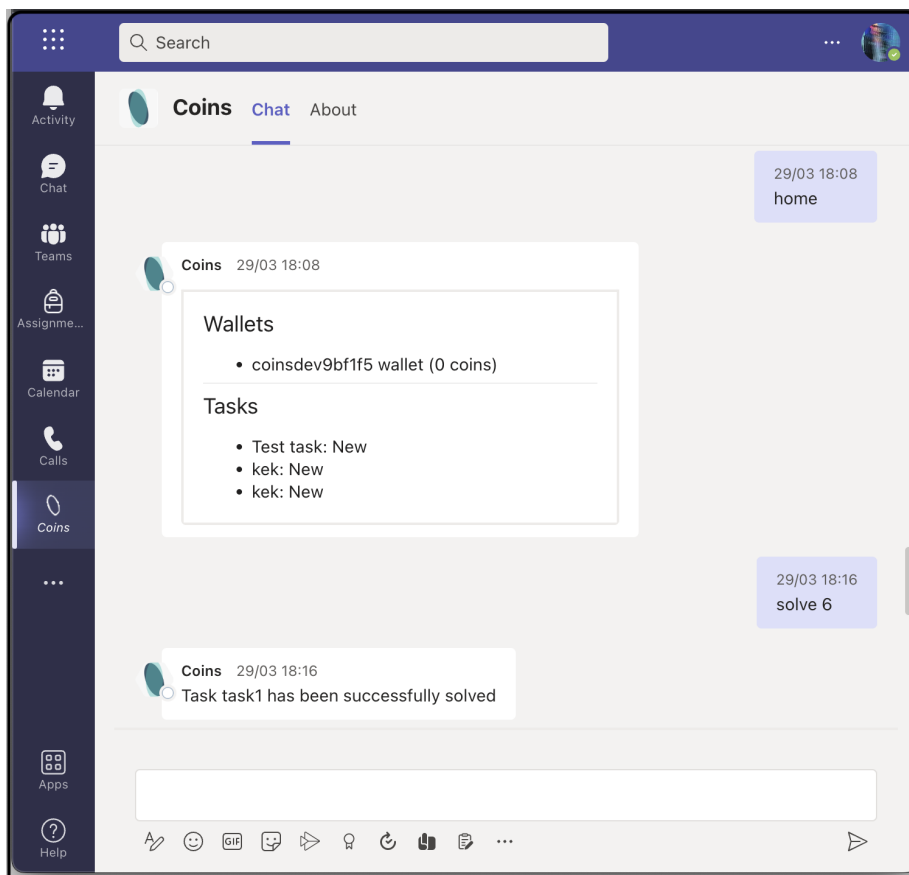 Search
...
Activity
Chat
Teams
Assignme...
Calendar
Calls
Coins
...
Apps
Help
Coins Chat About
29/03 18:08
home
Coins 29/03 18:08
Wallets
• coinsdev9bf1f5 wallet (0 coins)
Tasks
• Test task: New
• kek: New
• kek: New
29/03 18:16
solve 6
Coins 29/03 18:16
Task task1 has been successfully solved
GIF
...